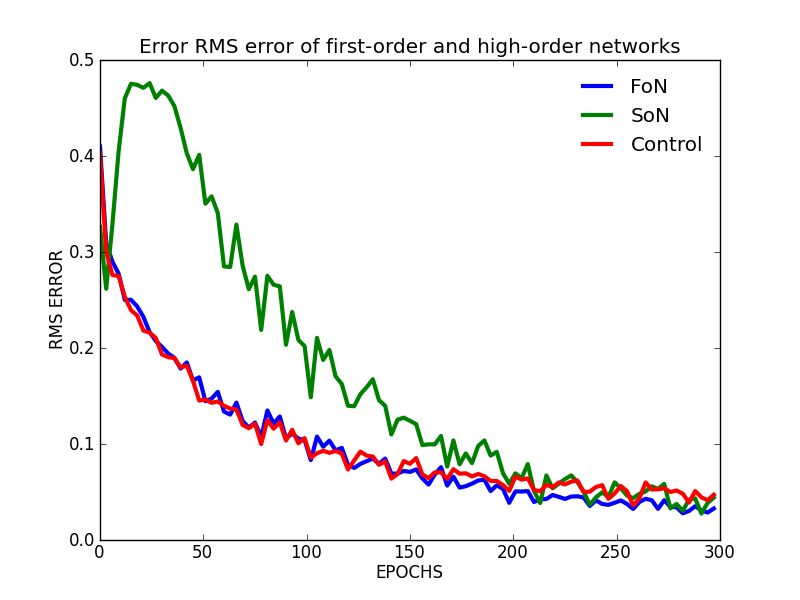 Error RMS error of first-order and high-order networks
0.5
0.4
0.3
0.2
0.1
0.0
RMS ERROR
FoN
SoN
Control
0 50 100 150 200 250 300
EPOCHS